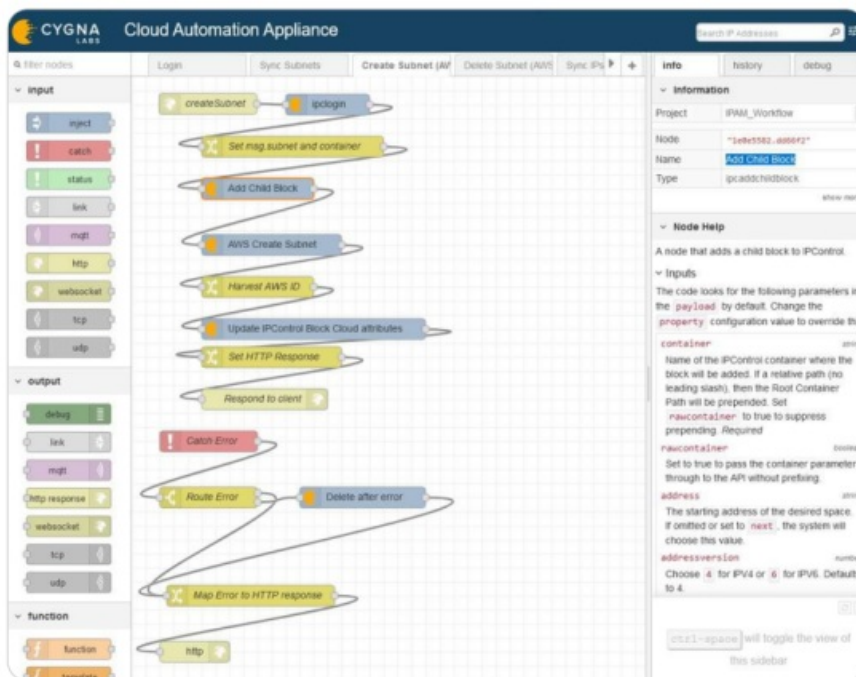 CYGNA
LABS
Cloud Automation Appliance
Search IP Addresses
filter nodes
Login
Sync Subnets
Create Subnet (AW
Delete Subnet (AWS
Sync IPs
+
info
history
debug
input
inject
catch
status
link
mqtt
http
websocket
tcp
udp
output
debug
link
mqtt
http response
websocket
tcp
udp
function
function
createSubnet
ipclogin
Set msg.subnet and container
Add Child Block
AWS Create Subnet
Harvest AWS ID
Update IPControl Block Cloud attributes
Set HTTP Response
Respond to client
Catch Error
Route Error
Delete after error
Map Error to HTTP response
http
Information
Project IPAM_Workflow
Node
Name Add Child Block
Type ipcaddchildblock
show mor
Node Help
A node that adds a child block to IPControl.
Inputs
The code looks for the following parameters in
the payload by default. Change the
property configuration value to override th
container strin
Name of the IPControl container where the
block will be added. If a relative path (no
leading slash), then the Root Container
Path will be prepended. Set
rawcontainer to true to suppress
prepending. Required
rawcontainer boolea
Set to true to pass the container parameter
through to the API without prefixing.
address strin
The starting address of the desired space.
If omitted or set to next, the system will
choose this value.
addressversion numbe
Choose 4 for IPV4 or 6 for IPV6. Default
to 4.
ctrl-space will toggle the view of
this sidebar